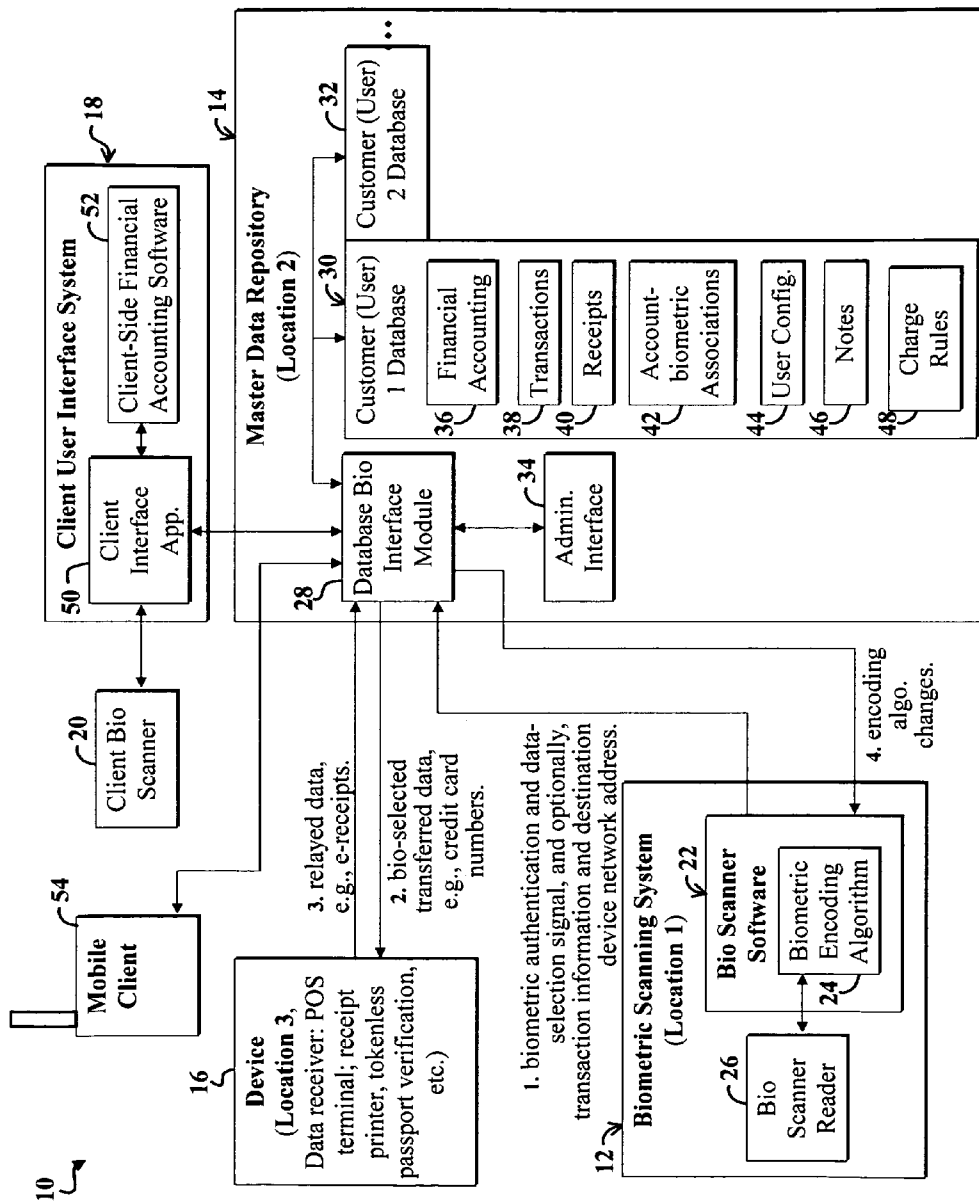 10
54
Mobile
Client
20
Client Bio
Scanner
18
Client User Interface System
50
Client
Interface
App.
52
Client-Side Financial
Accounting Software
16
Device
(Location 3,
Data receiver: POS
terminal; receipt
printer, tokenless
passport verification,
etc.)
3. relayed data,
e.g., e-receipts.
2. bio-selected
transferred data,
e.g., credit card
numbers.
14
Master Data Repository
(Location 2)
28
Database Bio
Interface
Module
34
Admin.
Interface
30
Customer (User)
1 Database
32
Customer (User)
2 Database
...
36
Financial
Accounting
38
Transactions
40
Receipts
42
Account-
biometric
Associations
44
User Config.
46
Notes
48
Charge
Rules
1. biometric authentication and data-
selection signal, and optionally,
transaction information and destination
device network address.
4. encoding
algo.
changes.
12
Biometric Scanning System
(Location 1)
26
Bio
Scanner
Reader
22
Bio Scanner
Software
24
Biometric
Encoding
Algorithm